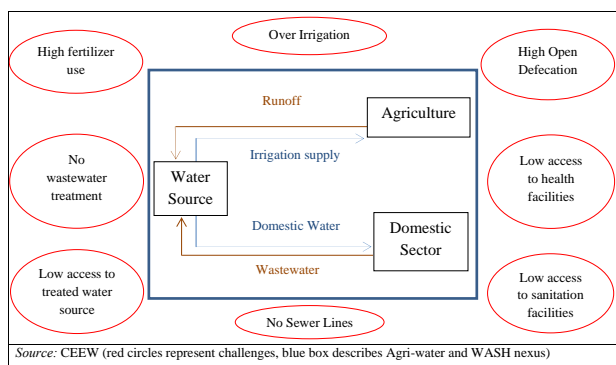 Over Irrigation
High fertilizer
use
High Open
Defecation
Runoff
Agriculture
Irrigation supply
No
wastewater
treatment
Water
Source
Low access
to health
facilities
Domestic Water
Domestic
Sector
Wastewater
Low access to
treated water
source
Low access
to sanitation
facilities
No Sewer Lines
Source: CEEW (red circles represent challenges, blue box describes Agri-water and WASH nexus)